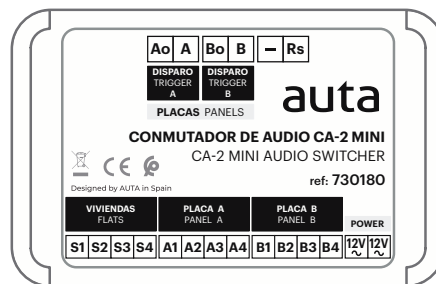 Ao A Bo B – Rs
DISPARO DISPARO
TRIGGER TRIGGER
A B
PLACAS PANELS
auta
CONMUTADOR DE AUDIO CA-2 MINI
CA-2 MINI AUDIO SWITCHER
ref: 730180
CE
Designed by AUTA in Spain
VIVIENDAS PLACA A PLACA B
FLATS PANEL A PANEL B POWER
S1 S2 S3 S4 A1 A2 A3 A4 B1 B2 B3 B4 12V~ 12V~